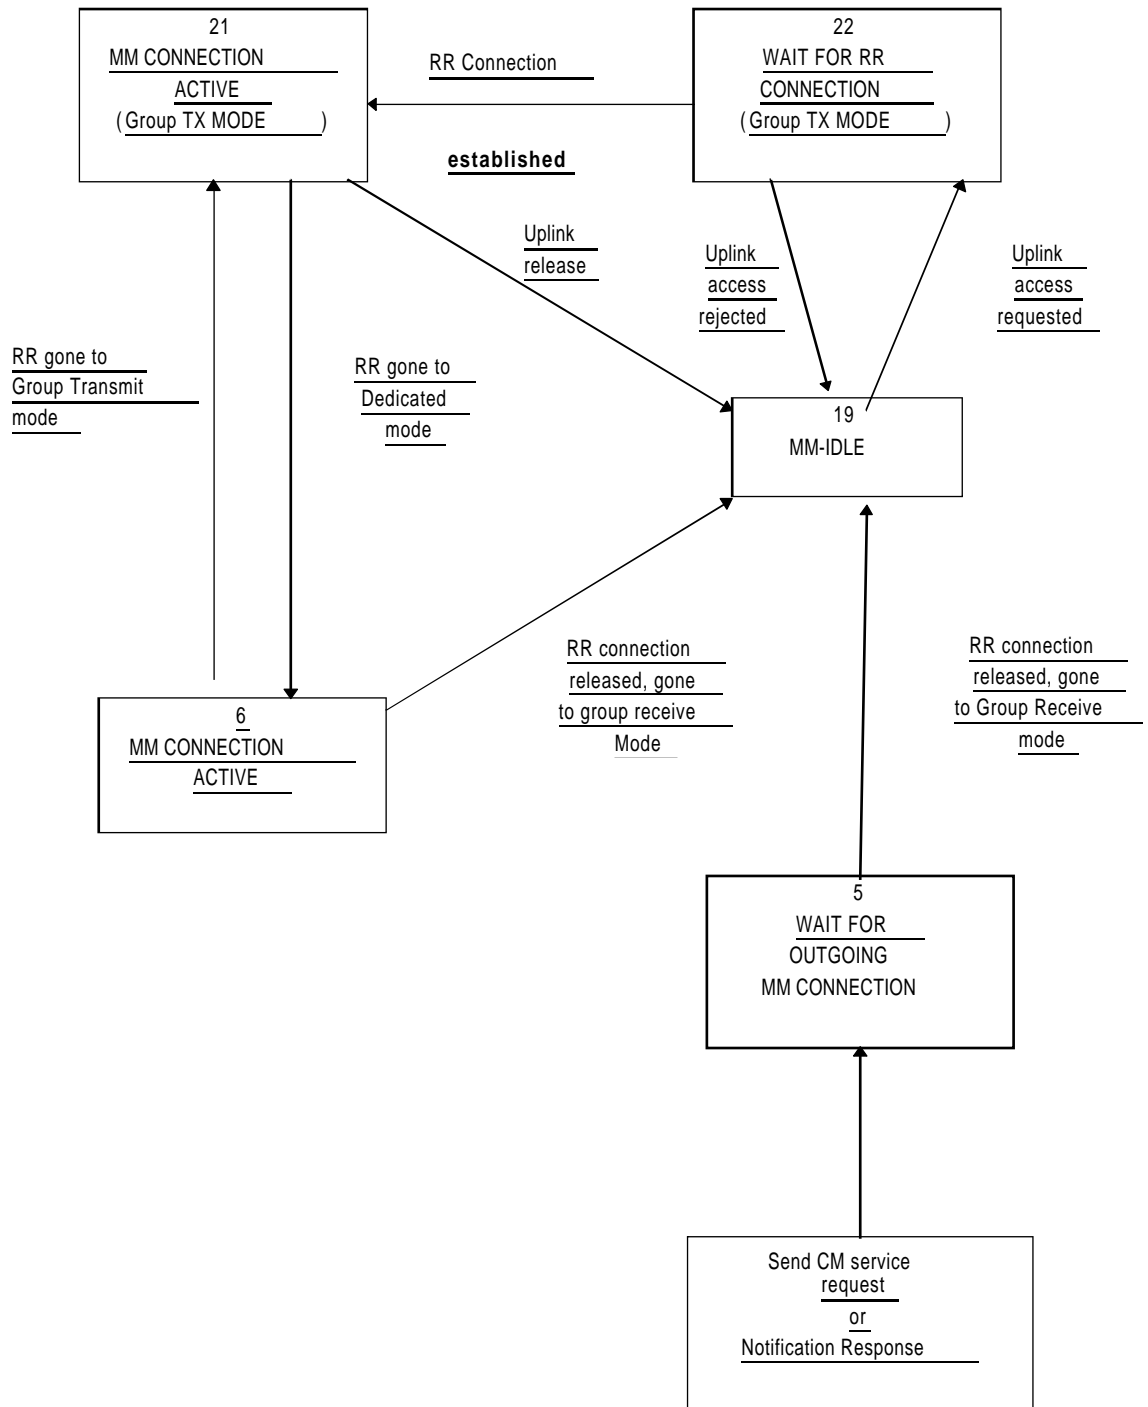 21
MM CONNECTION
ACTIVE
(Group TX MODE )
RR Connection
established
22
WAIT FOR RR
CONNECTION
(Group TX MODE )
Uplink
release
Uplink
access
rejected
Uplink
access
requested
RR gone to
Group Transmit
mode
RR gone to
Dedicated
mode
19
MM-IDLE
RR connection
released, gone
to group receive
Mode
RR connection
released, gone
to Group Receive
mode
6
MM CONNECTION
ACTIVE
5
WAIT FOR
OUTGOING
MM CONNECTION
Send CM service
request
or
Notification Response